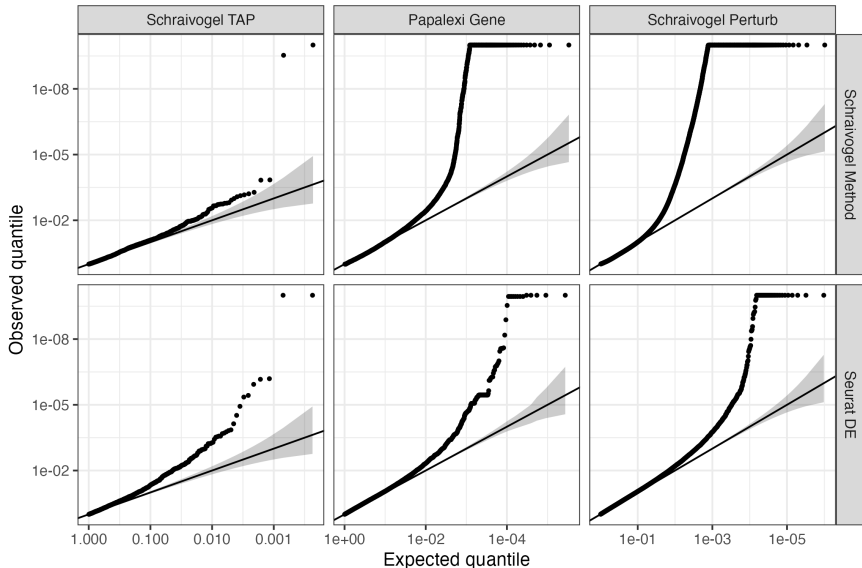 Schraivogel TAP
Papalexi Gene
Schraivogel Perturb
Observed quantile
1e-08
1e-05
1e-02
Schraivogel Method
1e-08
1e-05
1e-02
Seurat DE
1.000 0.100 0.010 0.001
1e+00 1e-02 1e-04
1e-01 1e-03 1e-05
Expected quantile